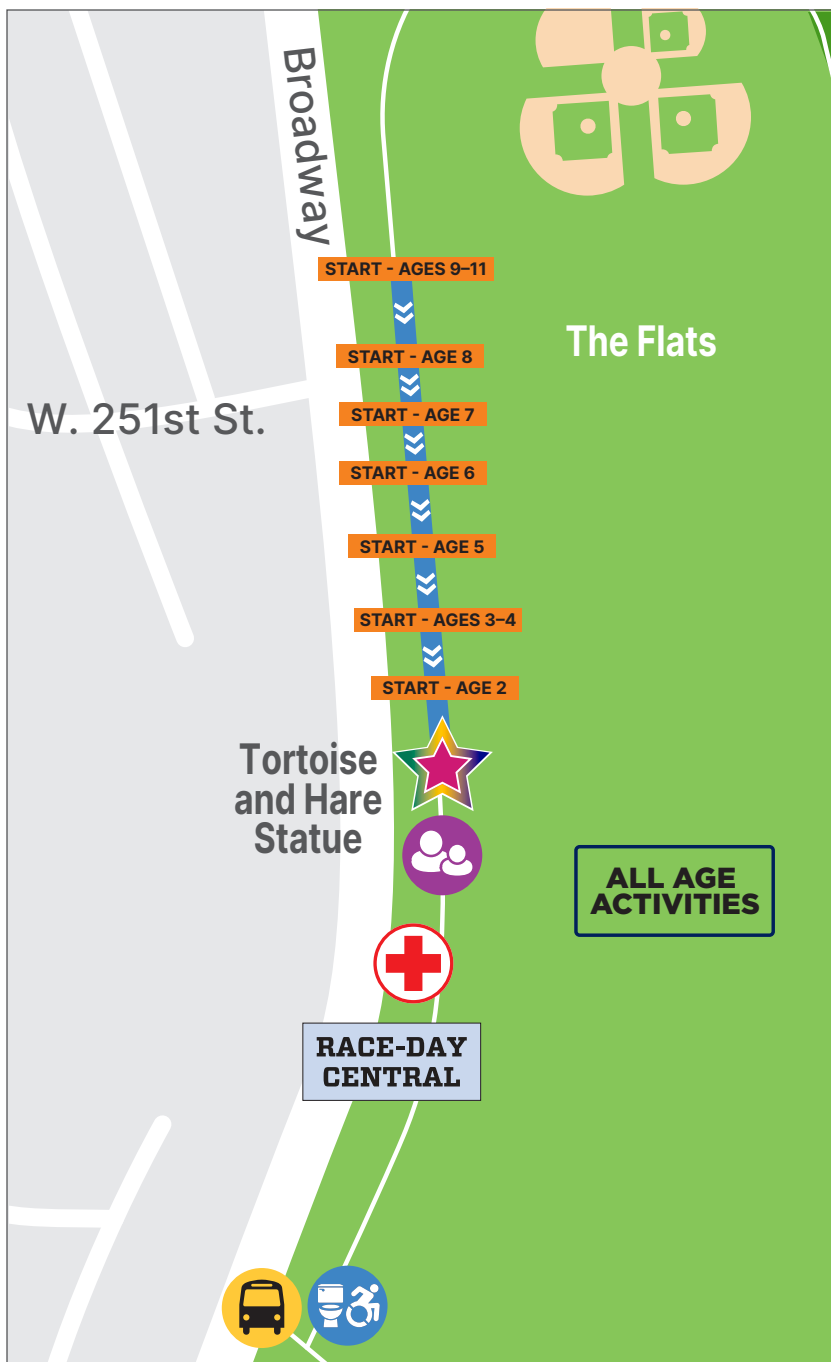 Broadway
START - AGES 9–11
The Flats
START - AGE 8
W. 251st St.
START - AGE 7
START - AGE 6
START - AGE 5
START - AGES 3–4
START - AGE 2
Tortoise
and Hare
Statue
ALL AGE
ACTIVITIES
RACE-DAY
CENTRAL